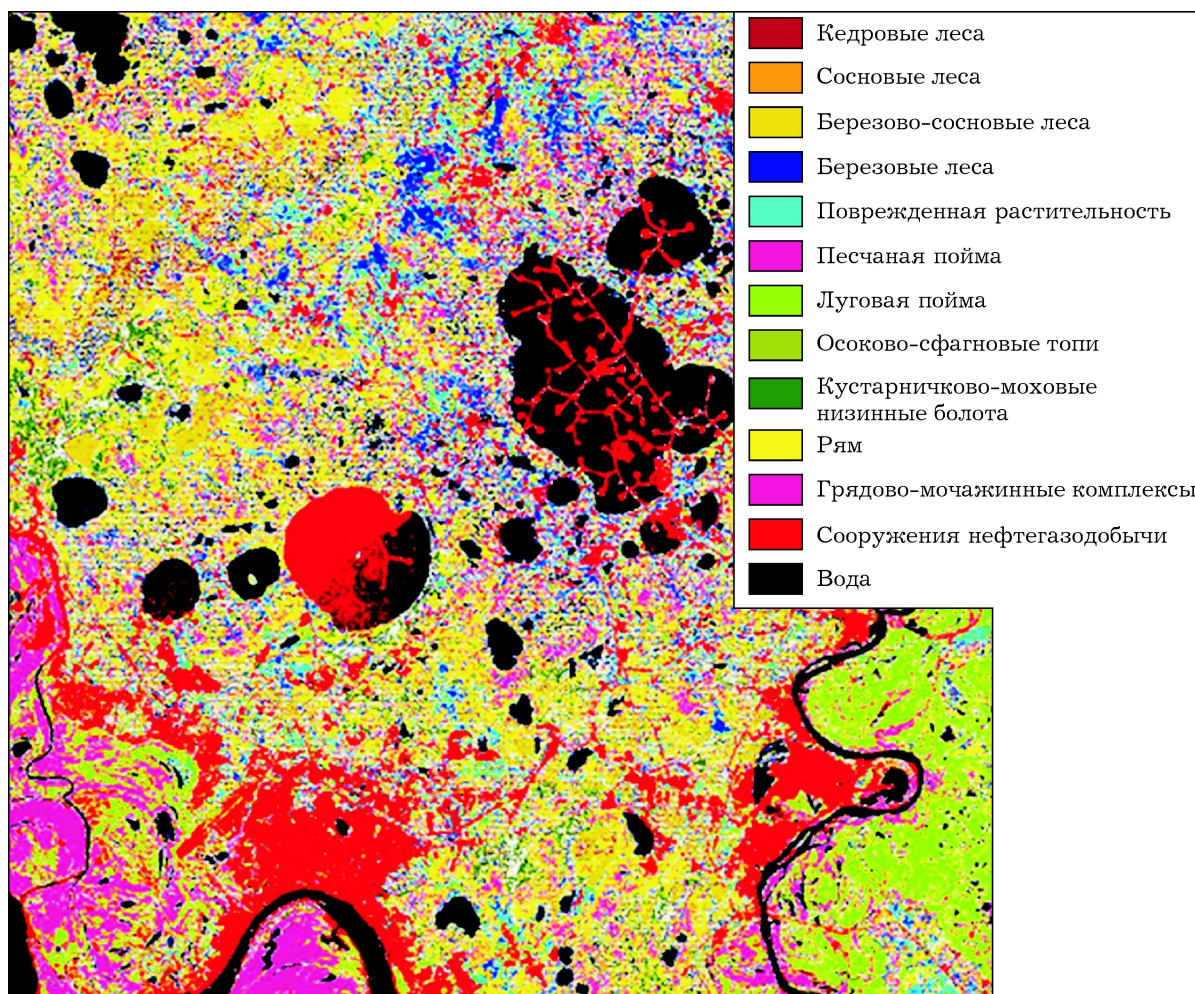 Кедровые леса
Сосновые леса
Березово-сосновые леса
Березовые леса
Поврежденная растительность
Песчаная пойма
Луговая пойма
Осоково-сфагновые топи
Кустарничково-моховые
низинные болота
Рям
Грядово-мочажинные комплексы
Сооружения нефтегазодобычи
Вода